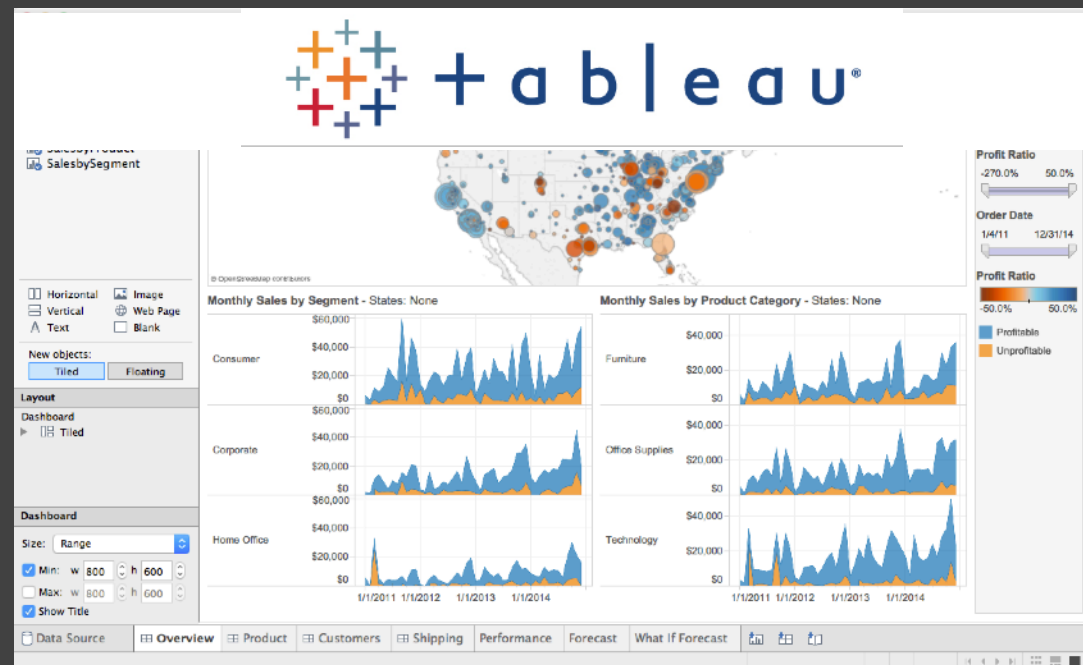 +ableau®
SalesbyProduct
SalesbySegment
Profit Ratio
-270.0% 50.0%
Order Date
1/4/11 12/31/14
© OpenStreetMap contributors
Profit Ratio
-50.0% 50.0%
Profitable
Unprofitable
Horizontal Image
Vertical Web Page
A Text Blank
New objects:
Tiled Floating
Layout
Dashboard
Tiled
Dashboard
Size: Range
Min: w 800 h 600
Max: w 800 h 600
Show Title
Monthly Sales by Segment - States: None
Consumer
$60,000
$40,000
$20,000
$0
Corporate
$60,000
$40,000
$20,000
$0
Home Office
$60,000
$40,000
$20,000
$0
1/1/2011 1/1/2012 1/1/2013 1/1/2014
Monthly Sales by Product Category - States: None
Furniture
$40,000
$20,000
$0
Office Supplies
$40,000
$20,000
$0
Technology
$40,000
$20,000
$0
1/1/2011 1/1/2012 1/1/2013 1/1/2014
Data Source Overview Product Customers Shipping Performance Forecast What If Forecast